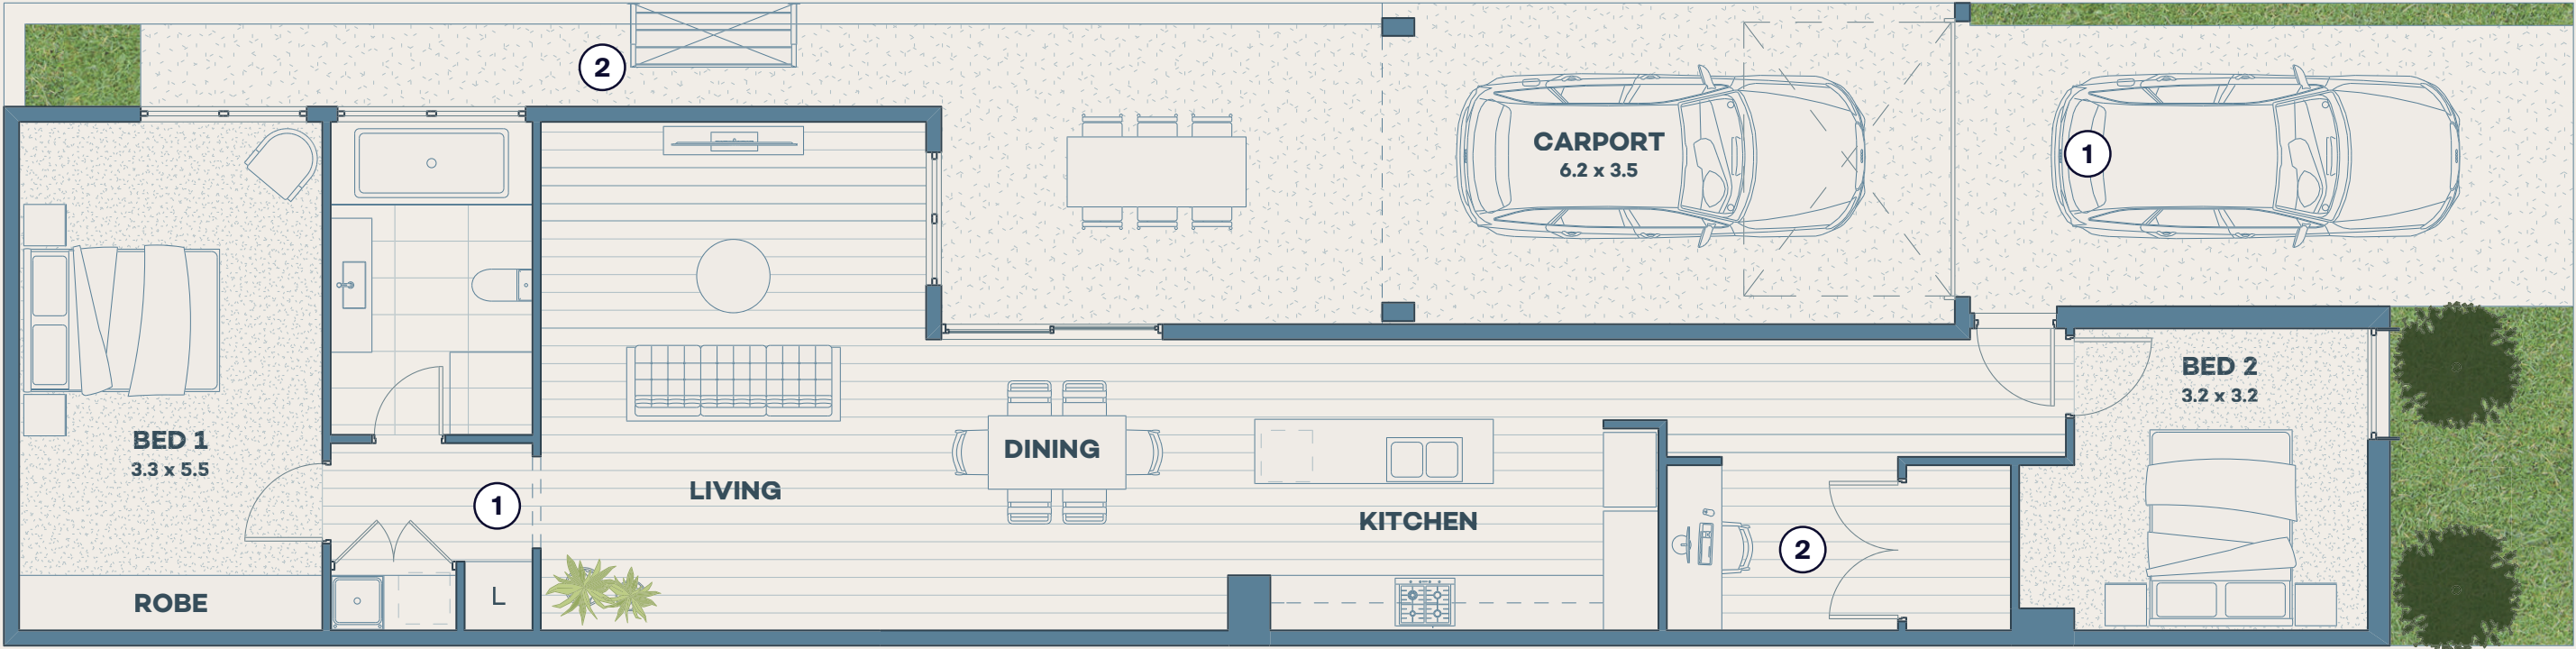 2
CARPORT
6.2 x 3.5
1
BED 1
3.3 x 5.5
1
LIVING
DINING
KITCHEN
BED 2
3.2 x 3.2
2
ROBE
L